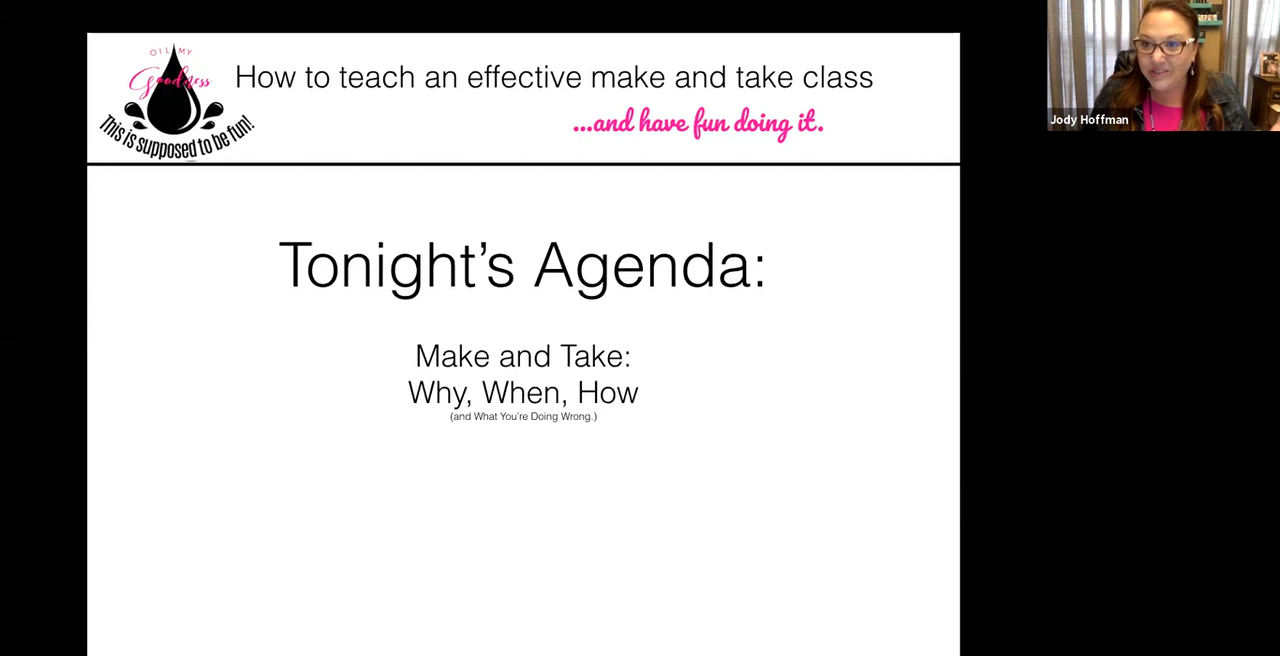 OIL MY
Goodness
This is supposed to be fun!
How to teach an effective make and take class
...and have fun doing it.
Tonight's Agenda:
Make and Take:
Why, When, How
(and What You're Doing Wrong.)
Jody Hoffman